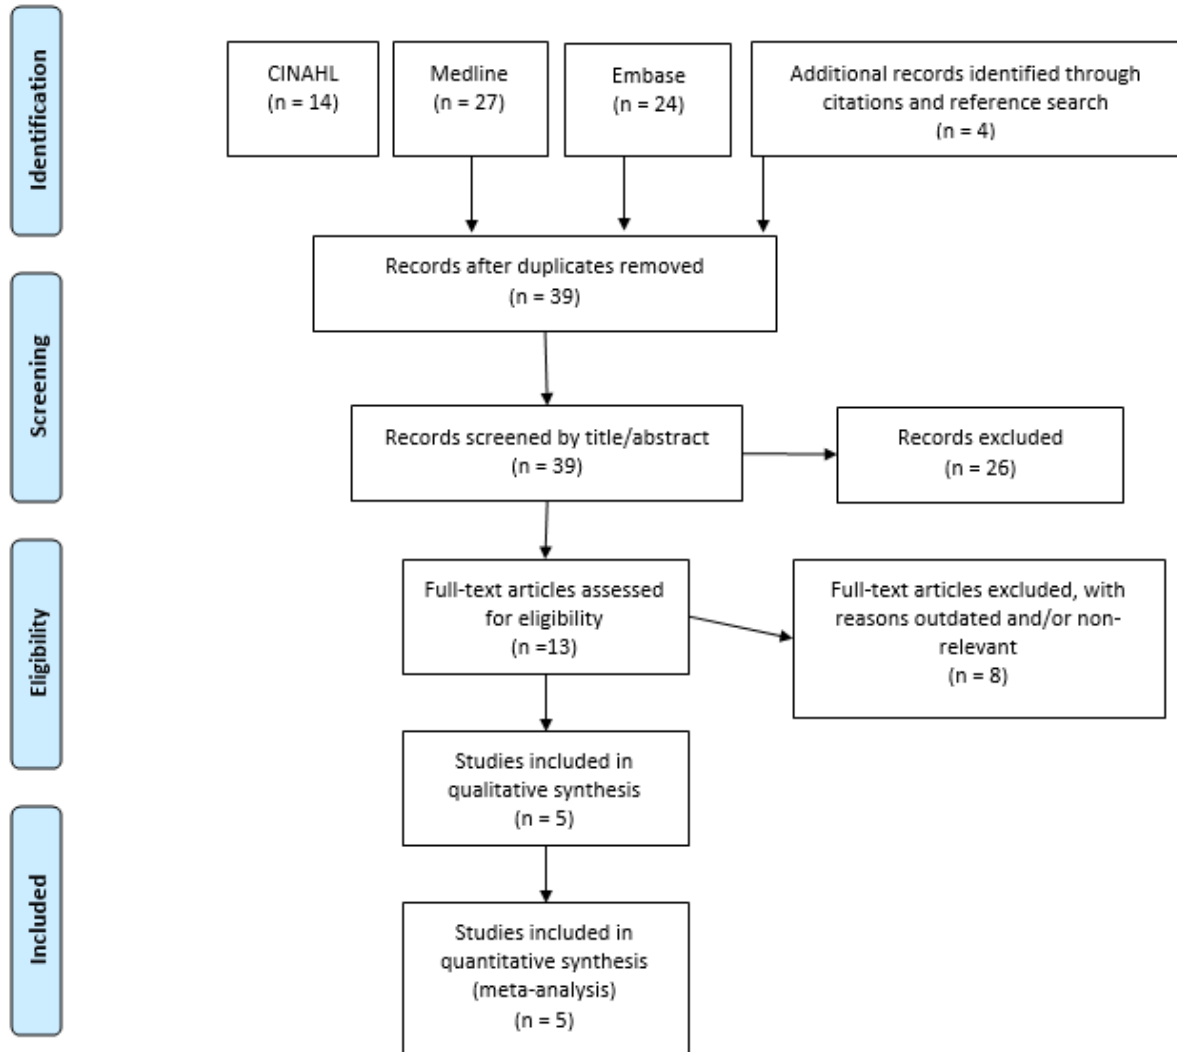 Identification
CINAHL
(n = 14)
Medline
(n = 27)
Embase
(n = 24)
Additional records identified through
citations and reference search
(n = 4)
Records after duplicates removed
(n = 39)
Screening
Records screened by title/abstract
(n = 39)
Records excluded
(n = 26)
Eligibility
Full-text articles assessed
for eligibility
(n =13)
Full-text articles excluded, with
reasons outdated and/or non-
relevant
(n = 8)
Studies included in
qualitative synthesis
(n = 5)
Included
Studies included in
quantitative synthesis
(meta-analysis)
(n = 5)